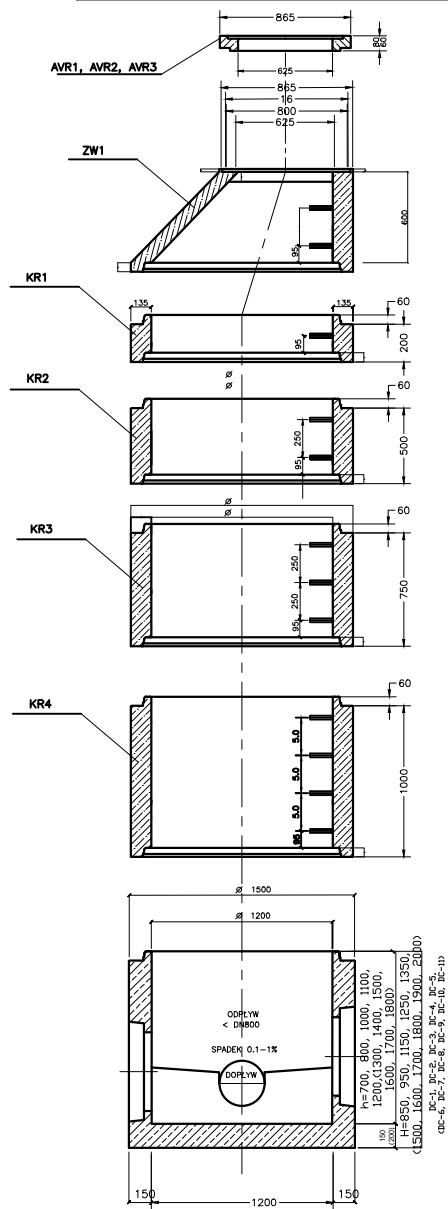 865
AVR1, AVR2, AVR3
80
60
625
865
16
800
625
ZW1
600
95
KR1
135
135
60
200
95
ø
ø
KR2
60
250
95
500
ø
ø
KR3
60
250
250
95
750
KR4
60
5.0
5.0
5.0
95
1000
ø 1500
ø 1200
ODPŁYW
< DN800
SPADEK 0.1-1%
DOPŁYW
h=700, 800, 1000, 1100,
1200,(1300, 1400, 1500,
1600, 1700, 1800)
150
(200)
H=850, 950, 1150, 1250, 1350,
(1500, 1600, 1700, 1800, 1900, 2000)
DC-1, DC-2, DC-3, DC-4, DC-5,
(DC-6, DC-7, DC-8, DC-9, DC-10, DC-11)
150
1200
150